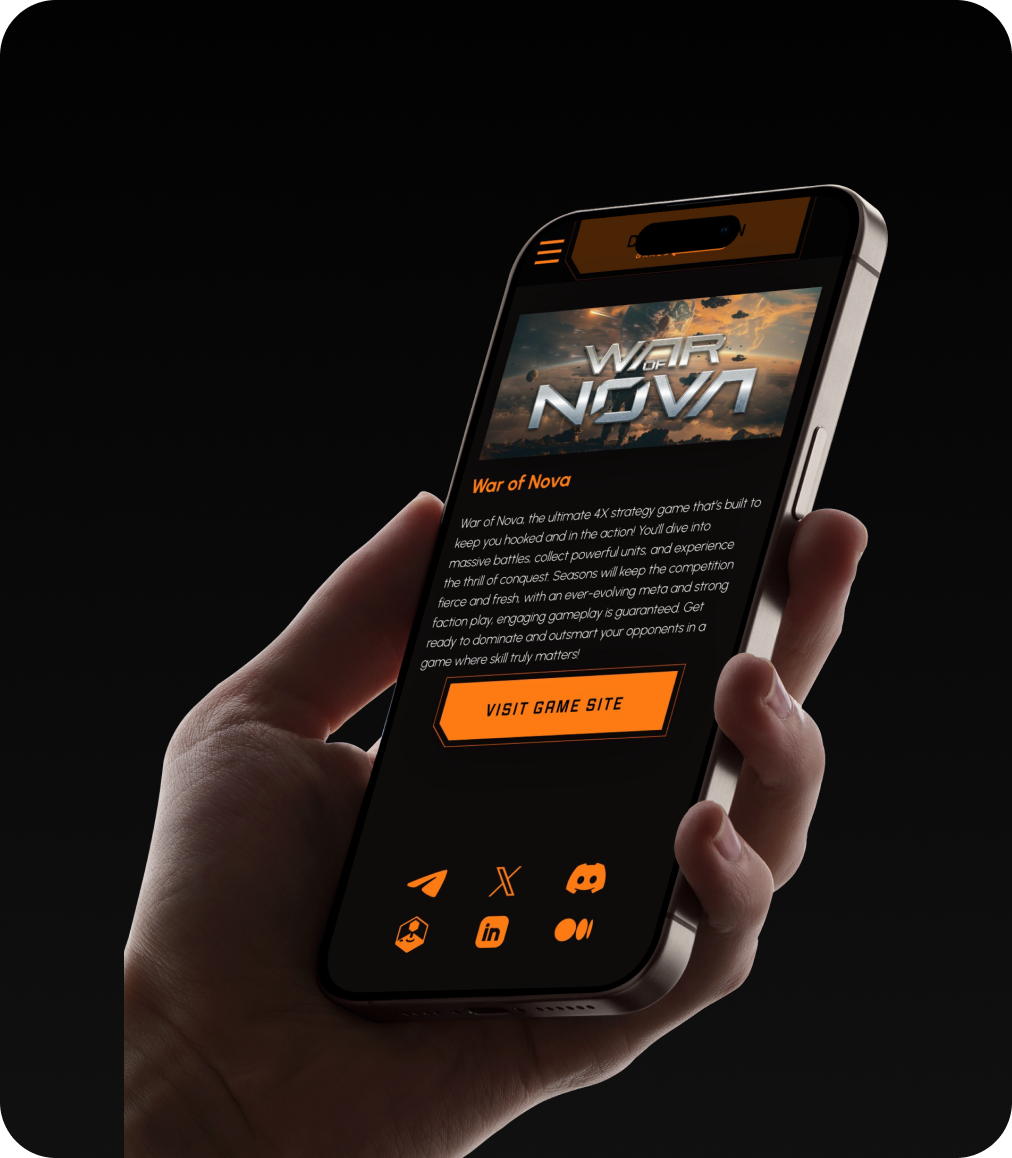 WAR
OF
NOVA
War of Nova
War of Nova, the ultimate 4X strategy game that's built to
keep you hooked and in the action! You'll dive into
massive battles, collect powerful units, and experience
the thrill of conquest. Seasons will keep the competition
fierce and fresh, with an ever-evolving meta and strong
faction play, engaging gameplay is guaranteed. Get
ready to dominate and outsmart your opponents in a
game where skill truly matters!
VISIT GAME SITE
in